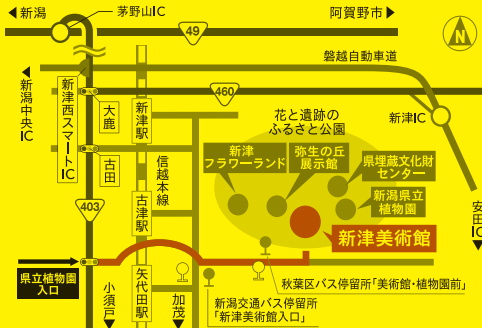 ◀新潟
茅野山IC
阿賀野市▶
49
N
磐越自動車道
◀新潟中央IC
新津西スマートIC
大鹿
新津駅
460
新津IC
花と遺跡の
ふるさと公園
古田
信越本線
新津
フラワーランド
弥生の丘
展示館
県埋蔵文化財
センター
新潟県立
植物園
403
古津駅
新津美術館
安田IC▼
県立植物園
入口
小須戸▼
矢代田駅
加茂▼
秋葉区バス停留所「美術館・植物園前」
新潟交通バス停留所
「新津美術館入口」